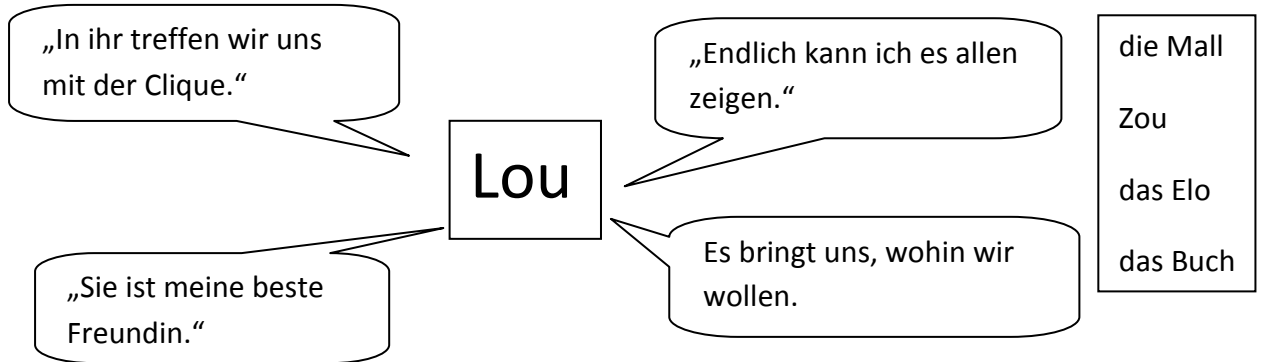 „In ihr treffen wir uns
mit der Clique.“
„Endlich kann ich es allen
zeigen.“
Lou
„Sie ist meine beste
Freundin.“
Es bringt uns, wohin wir
wollen.
die Mall
Zou
das Elo
das Buch